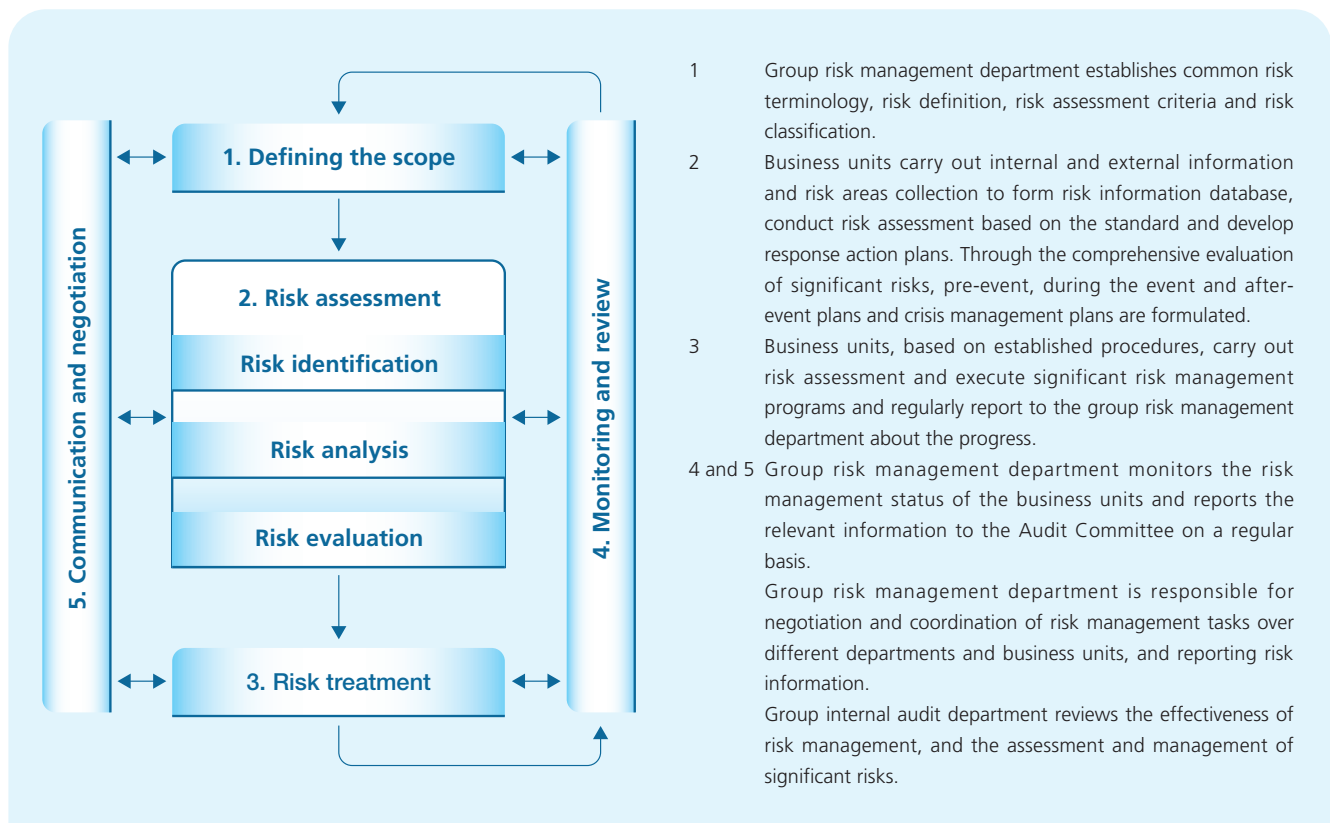 1. Defining the scope
2. Risk assessment
Risk identification
Risk analysis
Risk evaluation
3. Risk treatment
4. Monitoring and review
5. Communication and negotiation
1 Group risk management department establishes common risk
terminology, risk definition, risk assessment criteria and risk
classification.
2 Business units carry out internal and external information
and risk areas collection to form risk information database,
conduct risk assessment based on the standard and develop
response action plans. Through the comprehensive evaluation
of significant risks, pre-event, during the event and after-
event plans and crisis management plans are formulated.
3 Business units, based on established procedures, carry out
risk assessment and execute significant risk management
programs and regularly report to the group risk management
department about the progress.
4 and 5 Group risk management department monitors the risk
management status of the business units and reports the
relevant information to the Audit Committee on a regular
basis.
Group risk management department is responsible for
negotiation and coordination of risk management tasks over
different departments and business units, and reporting risk
information.
Group internal audit department reviews the effectiveness of
risk management, and the assessment and management of
significant risks.